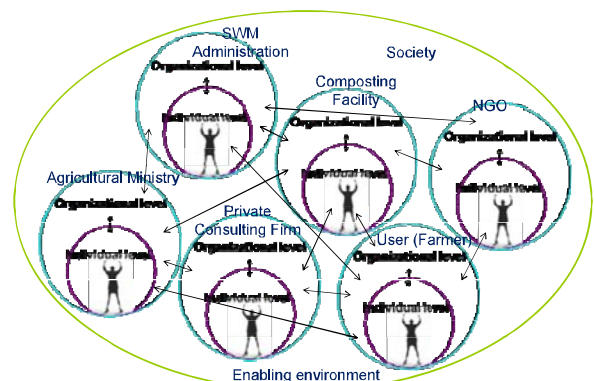 SWM
Administration
Society
Organizational level
Individual level
Composting
Facility
Organizational level
Individual level
NGO
Organizational level
Individual level
Agricultural Ministry
Organizational level
Individual level
Private
Consulting Firm
Organizational level
Individual level
User (Farmer)
Organizational level
Individual level
Enabling environment